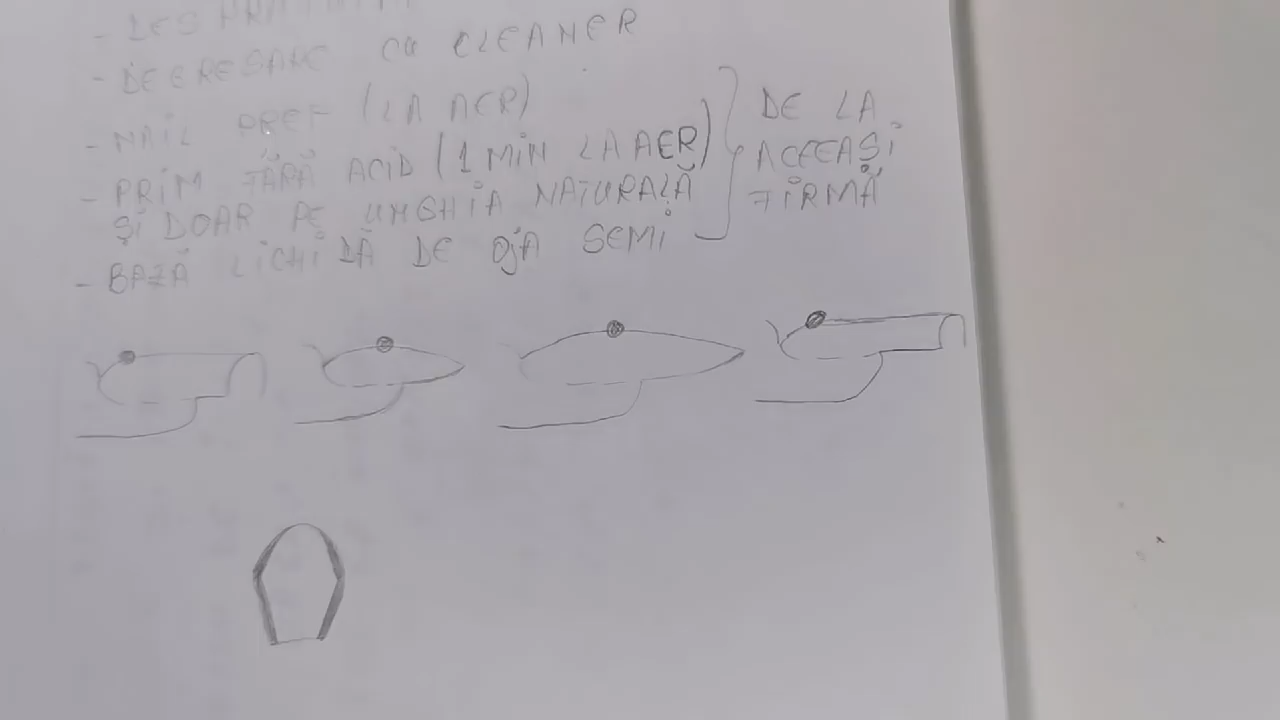 - DEGRESARE CU CLEANER
- NAIL PREP (LA AER)
- PRIM FĂRĂ ACID (1 MIN LA AER)
ȘI DOAR PE UNGHIA NATURALĂ
- BAZĂ LICHIDĂ DE OJA SEMI
DE LA
ACEEAȘI
FIRMĂ